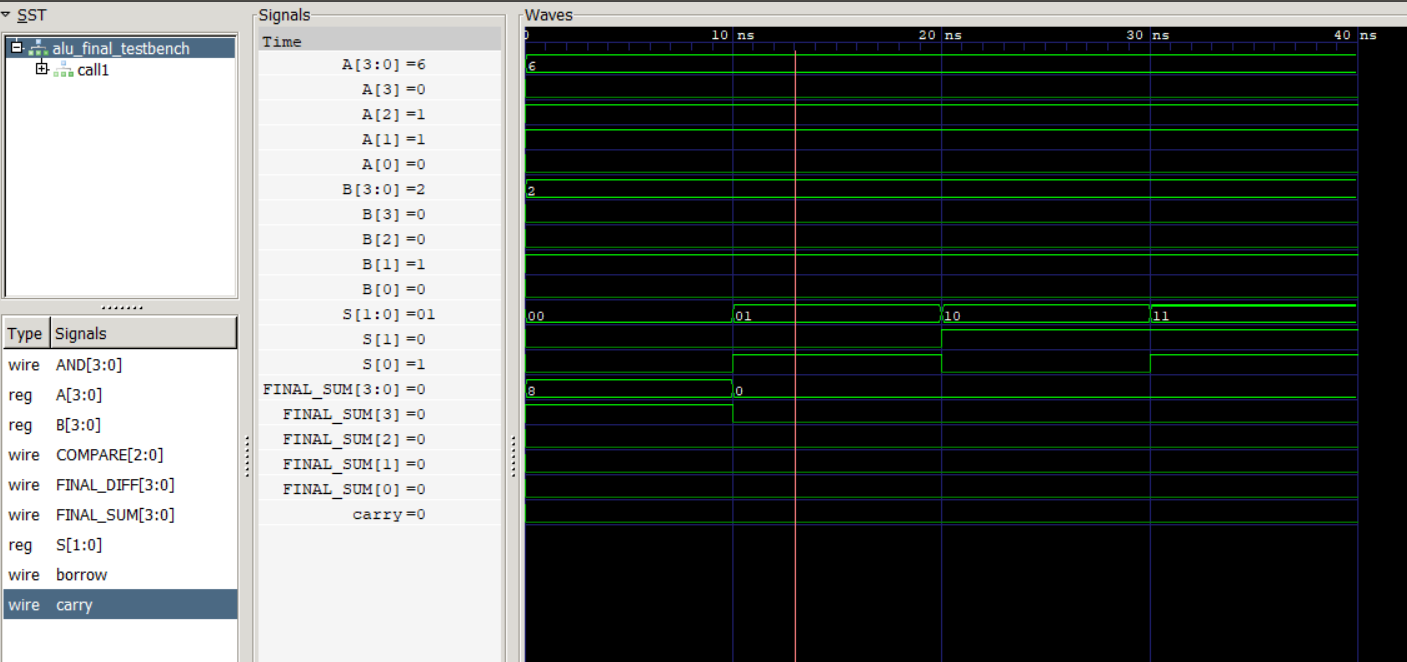 SST
alu_final_testbench
call1
Type Signals
wire AND[3:0]
reg A[3:0]
reg B[3:0]
wire COMPARE[2:0]
wire FINAL_DIFF[3:0]
wire FINAL_SUM[3:0]
reg S[1:0]
wire borrow
wire carry
Signals
Time
A[3:0] =6
A[3] =0
A[2] =1
A[1] =1
A[0] =0
B[3:0] =2
B[3] =0
B[2] =0
B[1] =1
B[0] =0
S[1:0] =01
S[1] =0
S[0] =1
FINAL_SUM[3:0] =0
FINAL_SUM[3] =0
FINAL_SUM[2] =0
FINAL_SUM[1] =0
FINAL_SUM[0] =0
carry =0
Waves
0 10 ns 20 ns 30 ns 40 ns
6
2
00 01 10 11
8 0